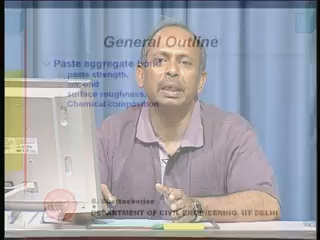 General Outline
Paste aggregate bond
paste strength,
surface roughness,
Chemical composition
DEPARTMENT OF CIVIL ENGINEERING, IIT DELHI